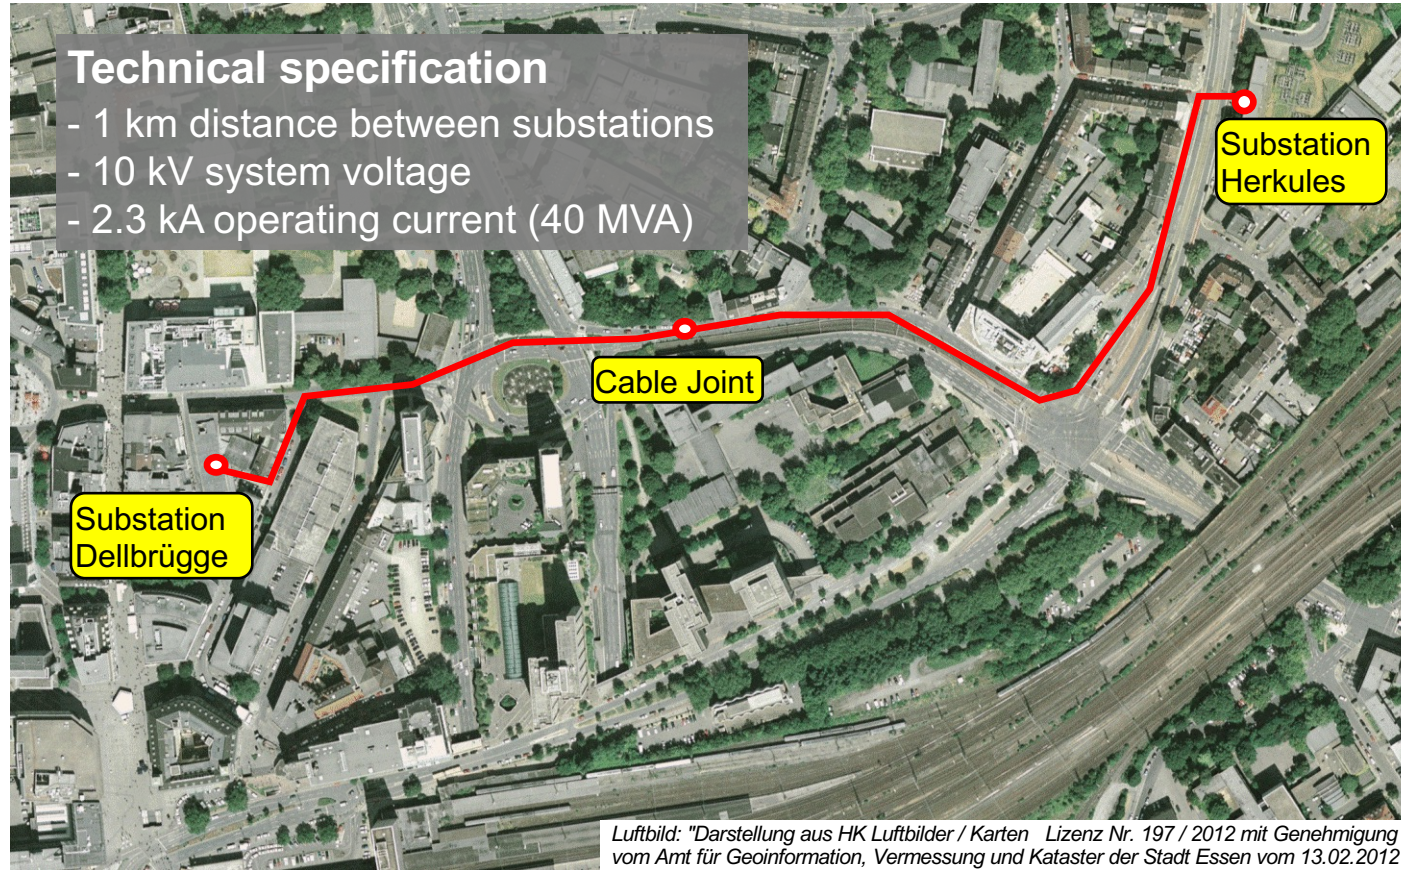 Technical specification
- 1 km distance between substations
- 10 kV system voltage
- 2.3 kA operating current (40 MVA)
Substation
Herkules
Cable Joint
Substation
Dellbrügge
Luftbild: "Darstellung aus HK Luftbilder / Karten   Lizenz Nr. 197 / 2012 mit Genehmigung
vom Amt für Geoinformation, Vermessung und Kataster der Stadt Essen vom 13.02.2012